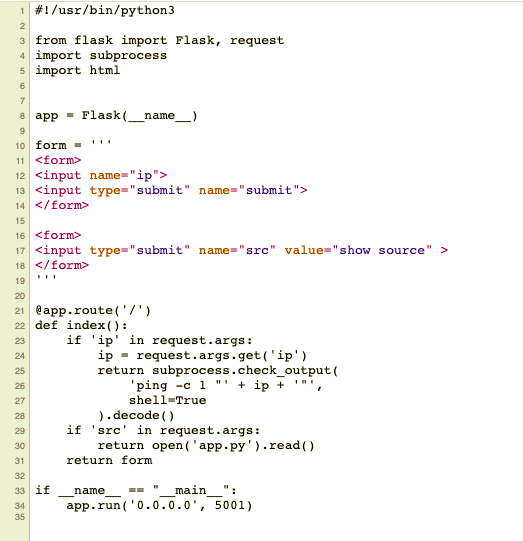 1 #!/usr/bin/python3
2
3 from flask import Flask, request
4 import subprocess
5 import html
6
7
8 app = Flask(__name__)
9
10 form = '''
11 <form>
12 <input name="ip">
13 <input type="submit" name="submit">
14 </form>
15
16 <form>
17 <input type="submit" name="src" value="show source" >
18 </form>
19 '''
20
21 @app.route('/')
22 def index():
23     if 'ip' in request.args:
24         ip = request.args.get('ip')
25         return subprocess.check_output(
26             'ping -c 1 "' + ip + '"',
27             shell=True
28         ).decode()
29     if 'src' in request.args:
30         return open('app.py').read()
31     return form
32
33 if __name__ == "__main__":
34     app.run('0.0.0.0', 5001)
35